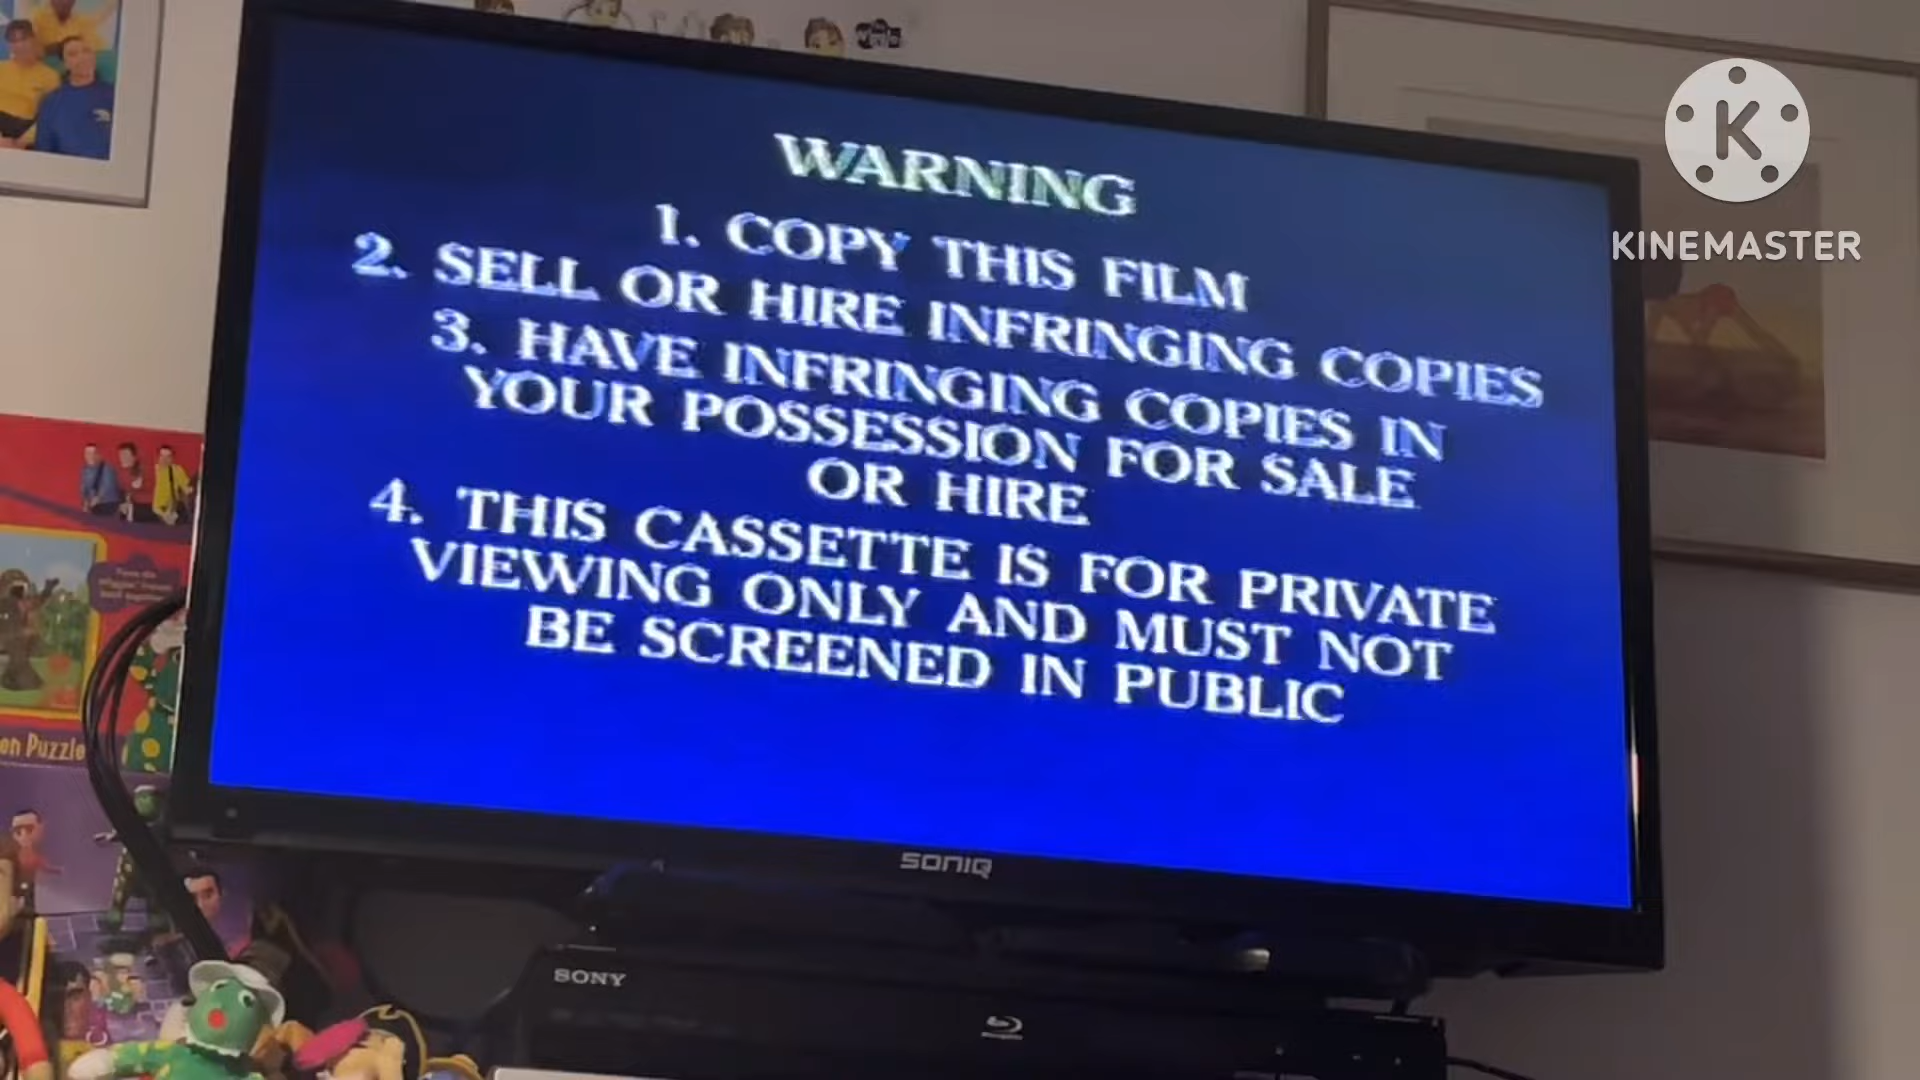 WARNING
1. COPY THIS FILM
2. SELL OR HIRE INFRINGING COPIES
3. HAVE INFRINGING COPIES IN
YOUR POSSESSION FOR SALE
OR HIRE
4. THIS CASSETTE IS FOR PRIVATE
VIEWING ONLY AND MUST NOT
BE SCREENED IN PUBLIC
K
KINEMASTER
en Puzzle
SONIQ
SONY